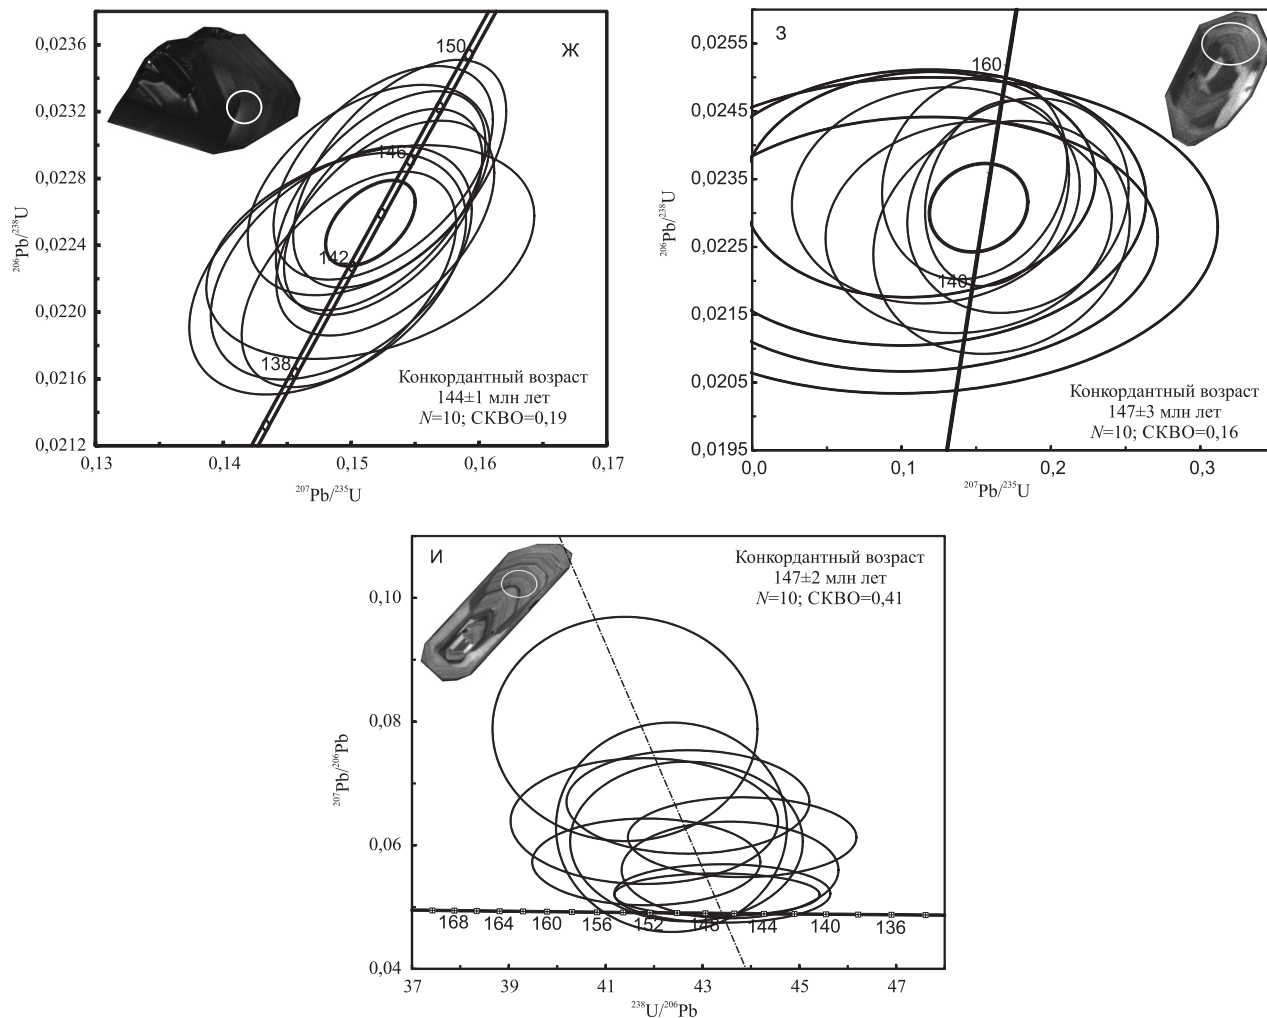 Ж
0,0236
0,0232
0,0228
0,0224
0,0220
0,0216
0,0212
²⁰⁶Pb/²³⁸U
150
146
142
138
Конкордантный возраст
144±1 млн лет
N=10; СКВО=0,19
0,13
0,14
0,15
0,16
0,17
²⁰⁷Pb/²³⁵U
З
0,0255
0,0245
0,0235
0,0225
0,0215
0,0205
0,0195
²⁰⁶Pb/²³⁸U
160
140
Конкордантный возраст
147±3 млн лет
N=10; СКВО=0,16
0,0
0,1
0,2
0,3
²⁰⁷Pb/²³⁵U
И
Конкордантный возраст
147±2 млн лет
N=10; СКВО=0,41
0,10
0,08
0,06
0,04
²⁰⁷Pb/²⁰⁶Pb
168
164
160
156
152
148
144
140
136
37
39
41
43
45
47
²³⁸U/²⁰⁶Pb